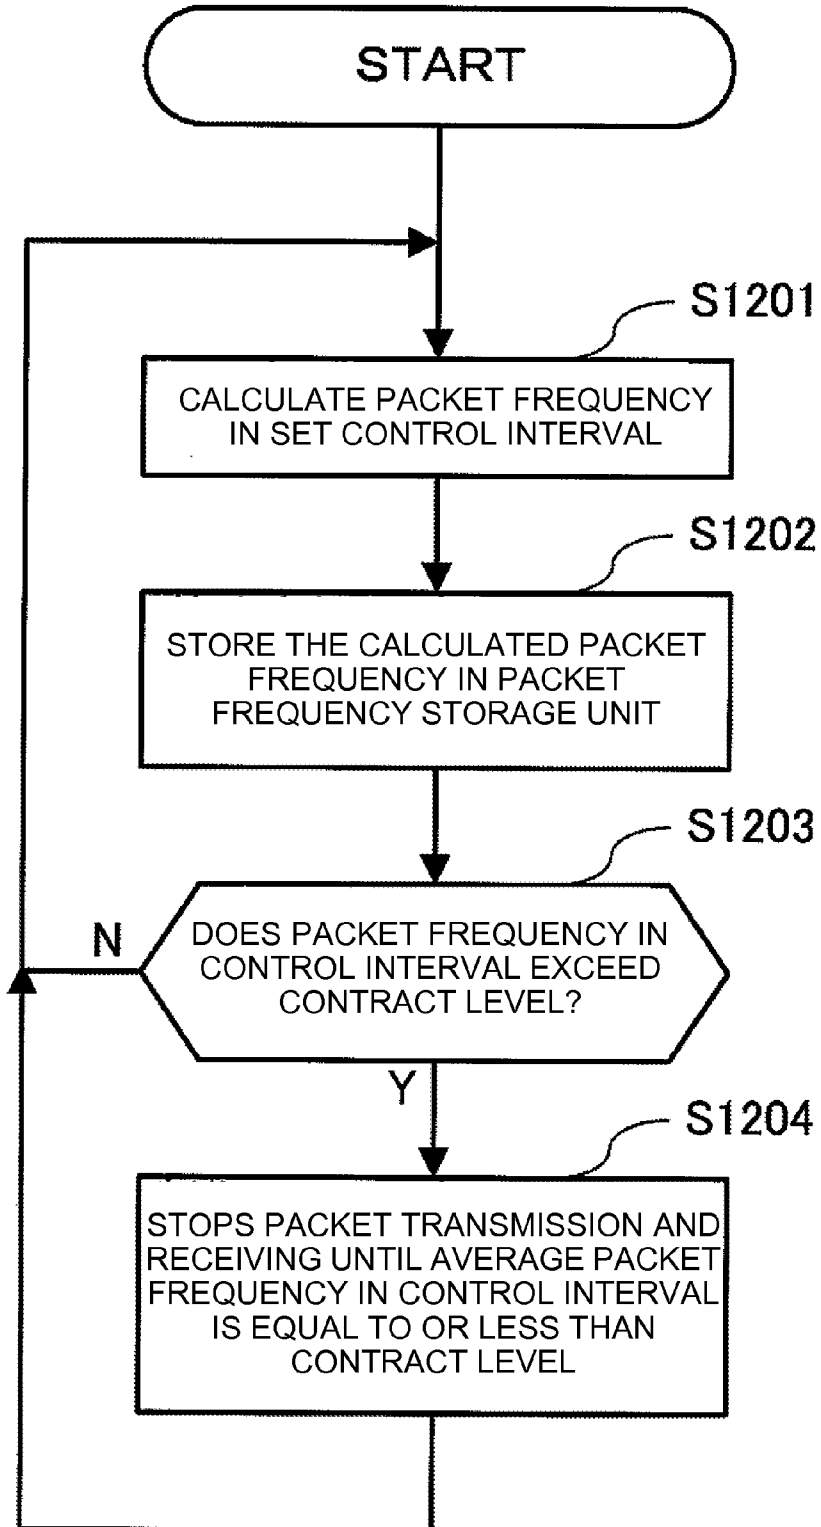 START
S1201
CALCULATE PACKET FREQUENCY
IN SET CONTROL INTERVAL
S1202
STORE THE CALCULATED PACKET
FREQUENCY IN PACKET
FREQUENCY STORAGE UNIT
S1203
N
DOES PACKET FREQUENCY IN
CONTROL INTERVAL EXCEED
CONTRACT LEVEL?
Y
S1204
STOPS PACKET TRANSMISSION AND
RECEIVING UNTIL AVERAGE PACKET
FREQUENCY IN CONTROL INTERVAL
IS EQUAL TO OR LESS THAN
CONTRACT LEVEL